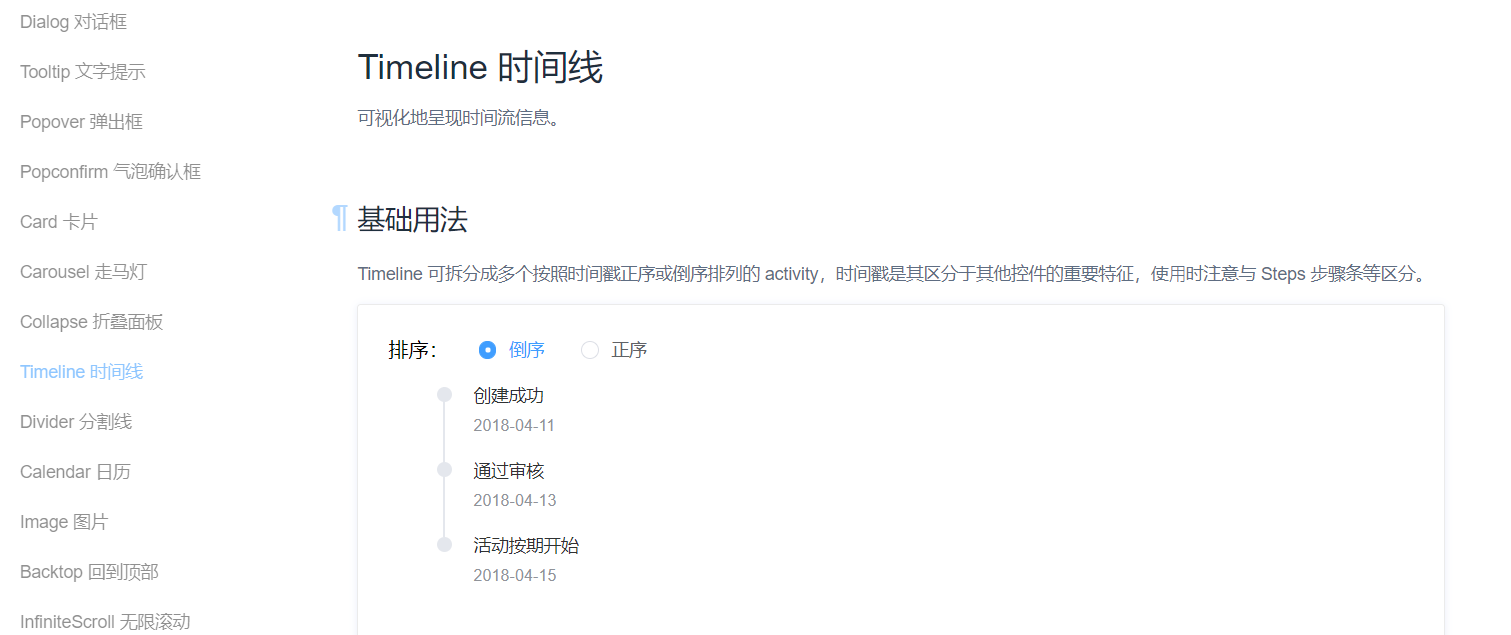 Dialog 对话框
Tooltip 文字提示
Popover 弹出框
Popconfirm 气泡确认框
Card 卡片
Carousel 走马灯
Collapse 折叠面板
Timeline 时间线
Divider 分割线
Calendar 日历
Image 图片
Backtop 回到顶部
InfiniteScroll 无限滚动
Timeline 时间线
可视化地呈现时间流信息。
¶ 基础用法
Timeline 可拆分成多个按照时间戳正序或倒序排列的 activity，时间戳是其区分于其他控件的重要特征，使⽤时注意与 Steps 步骤条等区分。
排序： 倒序 正序
创建成功
2018-04-11
通过审核
2018-04-13
活动按期开始
2018-04-15